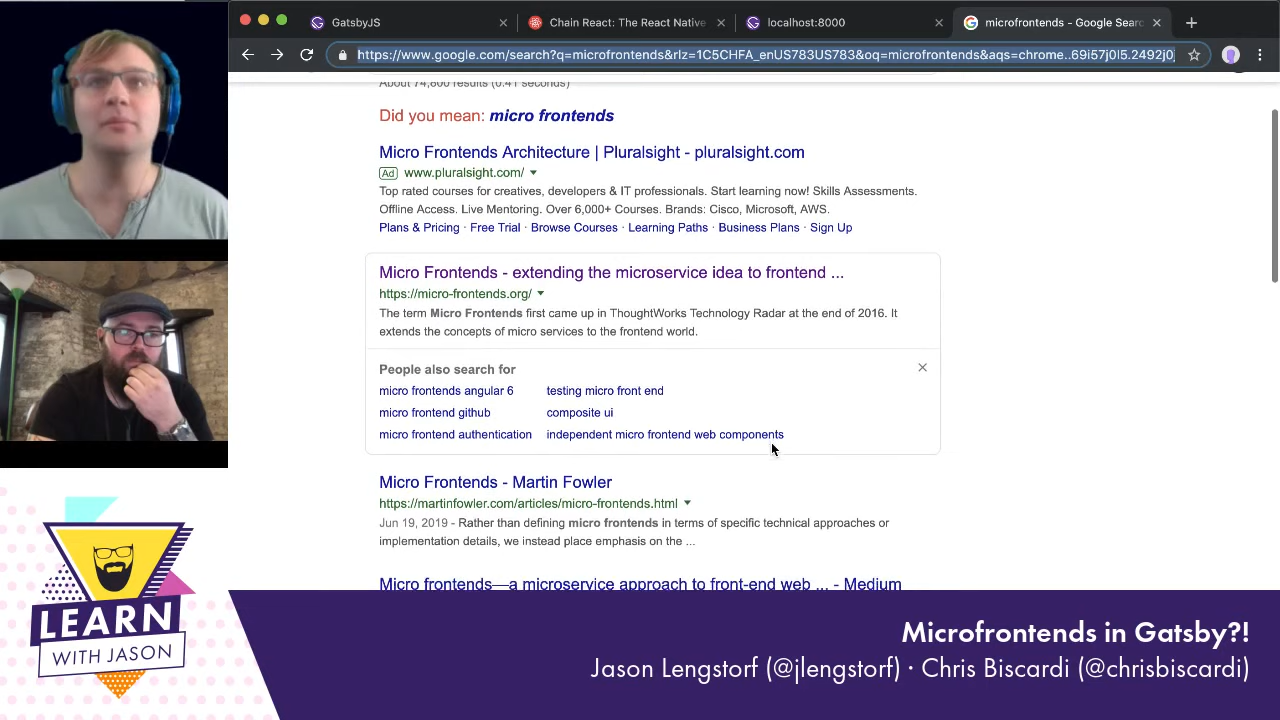 GatsbyJS
Chain React: The React Native
localhost:8000
microfrontends - Google Searc
https://www.google.com/search?q=microfrontends&rlz=1C5CHFA_enUS783US783&oq=microfrontends&aqs=chrome..69i57j0l5.2492j0
About 74,800 results (0.41 seconds)
Did you mean: micro frontends
Micro Frontends Architecture | Pluralsight - pluralsight.com
Ad www.pluralsight.com/
Top rated courses for creatives, developers & IT professionals. Start learning now! Skills Assessments.
Offline Access. Live Mentoring. Over 6,000+ Courses. Brands: Cisco, Microsoft, AWS.
Plans & Pricing · Free Trial · Browse Courses · Learning Paths · Business Plans · Sign Up
Micro Frontends - extending the microservice idea to frontend ...
https://micro-frontends.org/
The term Micro Frontends first came up in ThoughtWorks Technology Radar at the end of 2016. It
extends the concepts of micro services to the frontend world.
People also search for
micro frontends angular 6 testing micro front end
micro frontend github composite ui
micro frontend authentication independent micro frontend web components
Micro Frontends - Martin Fowler
https://martinfowler.com/articles/micro-frontends.html
Jun 19, 2019 - Rather than defining micro frontends in terms of specific technical approaches or
implementation details, we instead place emphasis on the ...
Micro frontends—a microservice approach to front-end web ... - Medium
LEARN
WITH JASON
Microfrontends in Gatsby?!
Jason Lengstorf (@jlengstorf) · Chris Biscardi (@chrisbiscardi)